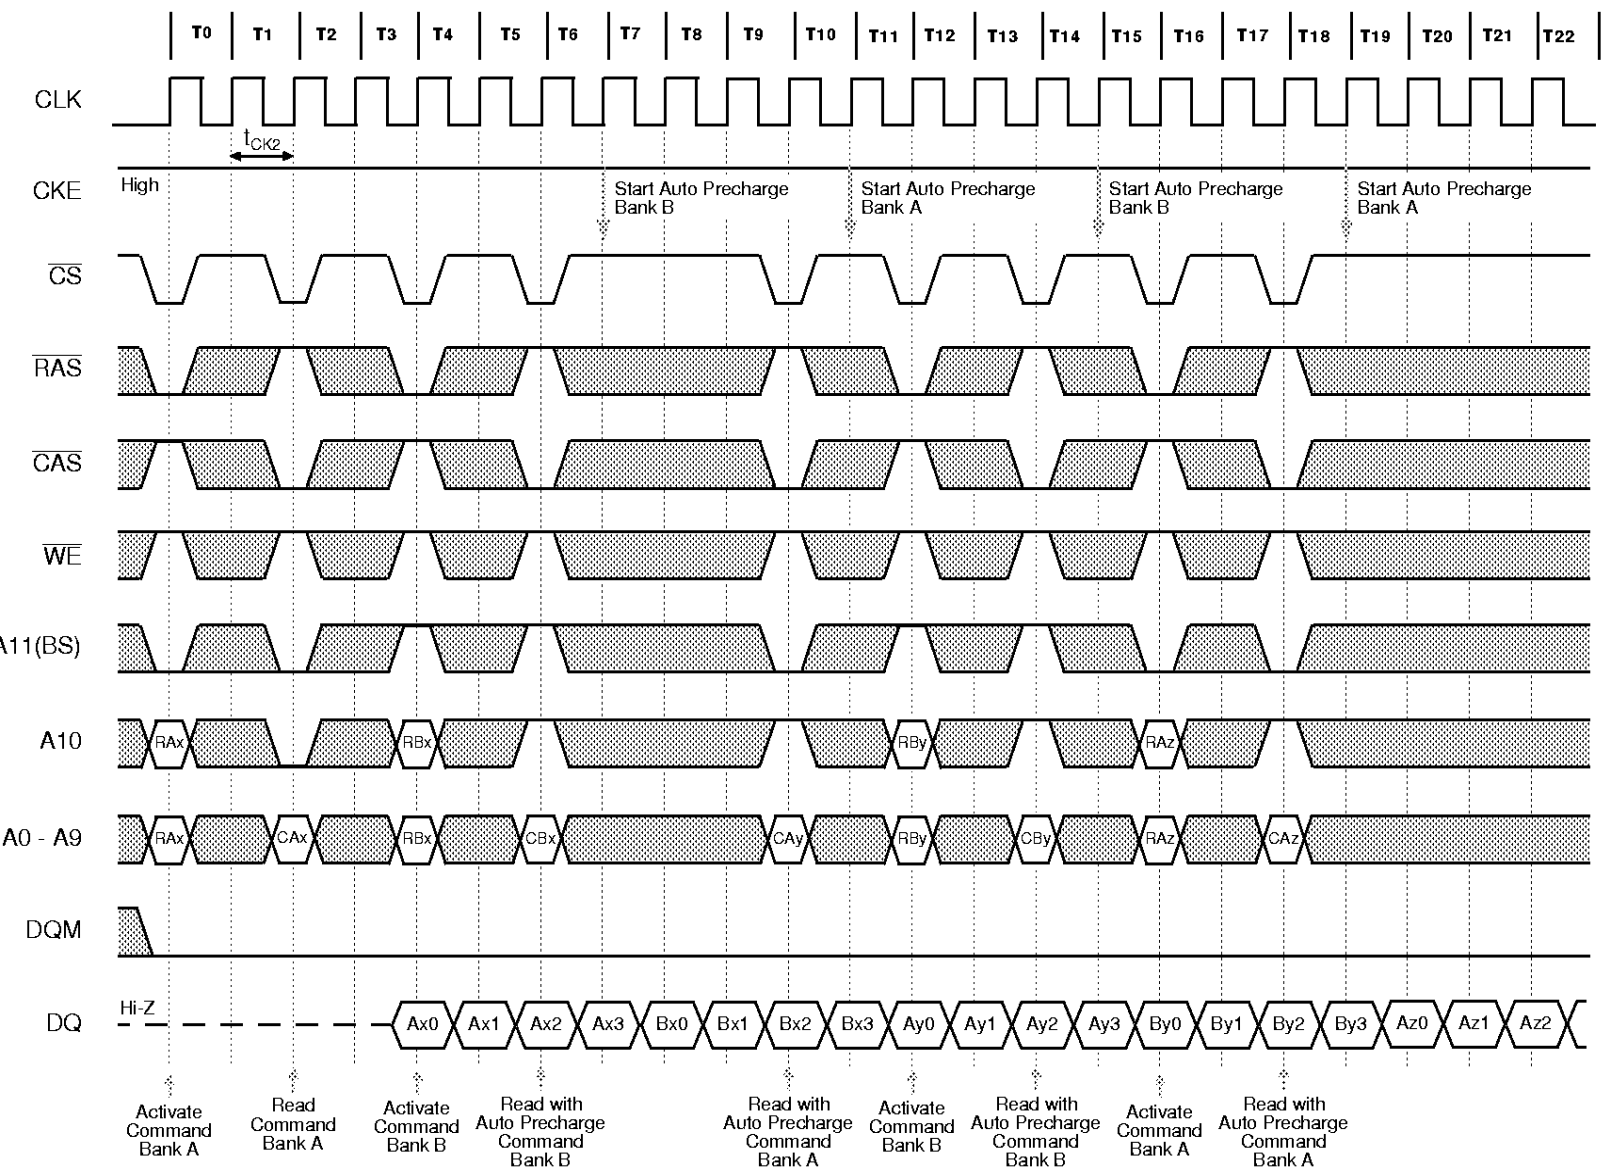 T0 T1 T2 T3 T4 T5 T6 T7 T8 T9 T10 T11 T12 T13 T14 T15 T16 T17 T18 T19 T20 T21 T22
CLK
tCK2
CKE High
Start Auto Precharge Start Auto Precharge Start Auto Precharge Start Auto Precharge
Bank B Bank A Bank B Bank A
CS
RAS
CAS
WE
A11(BS)
A10 RAx RBx RBy RAz
A0 - A9 RAx CAx RBx CBx CAy RBy CBy RAz CAz
DQM
Hi-Z
DQ Ax0 Ax1 Ax2 Ax3 Bx0 Bx1 Bx2 Bx3 Ay0 Ay1 Ay2 Ay3 By0 By1 By2 By3 Az0 Az1 Az2
Activate
Command
Bank A
Read
Command
Bank A
Activate
Command
Bank B
Read with
Auto Precharge
Command
Bank B
Read with
Auto Precharge
Command
Bank A
Activate
Command
Bank B
Read with
Auto Precharge
Command
Bank B
Activate
Command
Bank A
Read with
Auto Precharge
Command
Bank A